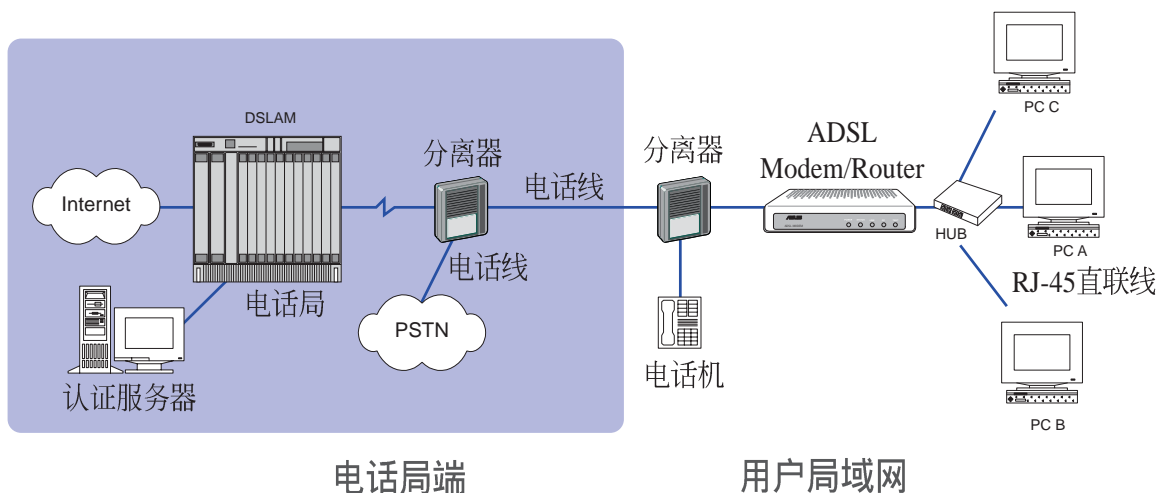 DSLAM
Internet
电话局
认证服务器
分离器
电话线
电话线
PSTN
分离器
电话机
ADSL
Modem/Router
HUB
PC C
PC A
RJ-45直联线
PC B
电话局端
用户局域网